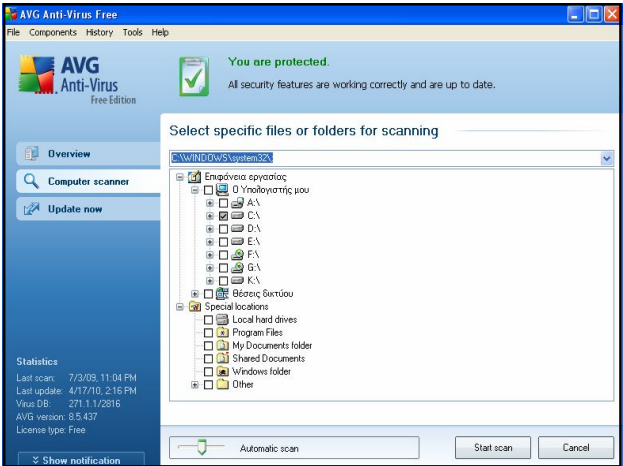 AVG Anti-Virus Free
File Components History Tools Help
AVG
Anti-Virus
Free Edition
You are protected.
All security features are working correctly and are up to date.
Overview
Computer scanner
Update now
Select specific files or folders for scanning
C:\WINDOWS\system32\;
Επιφάνεια εργασίας
Ο Υπολογιστής μου
A:\
C:\
D:\
E:\
F:\
G:\
K:\
Θέσεις δικτύου
Special locations
Local hard drives
Program Files
My Documents folder
Shared Documents
Windows folder
Other
Statistics
Last scan: 7/3/09, 11:04 PM
Last update: 4/17/10, 2:16 PM
Virus DB: 271.1.1/2816
AVG version: 8.5.437
License type: Free
Show notification
Automatic scan
Start scan
Cancel